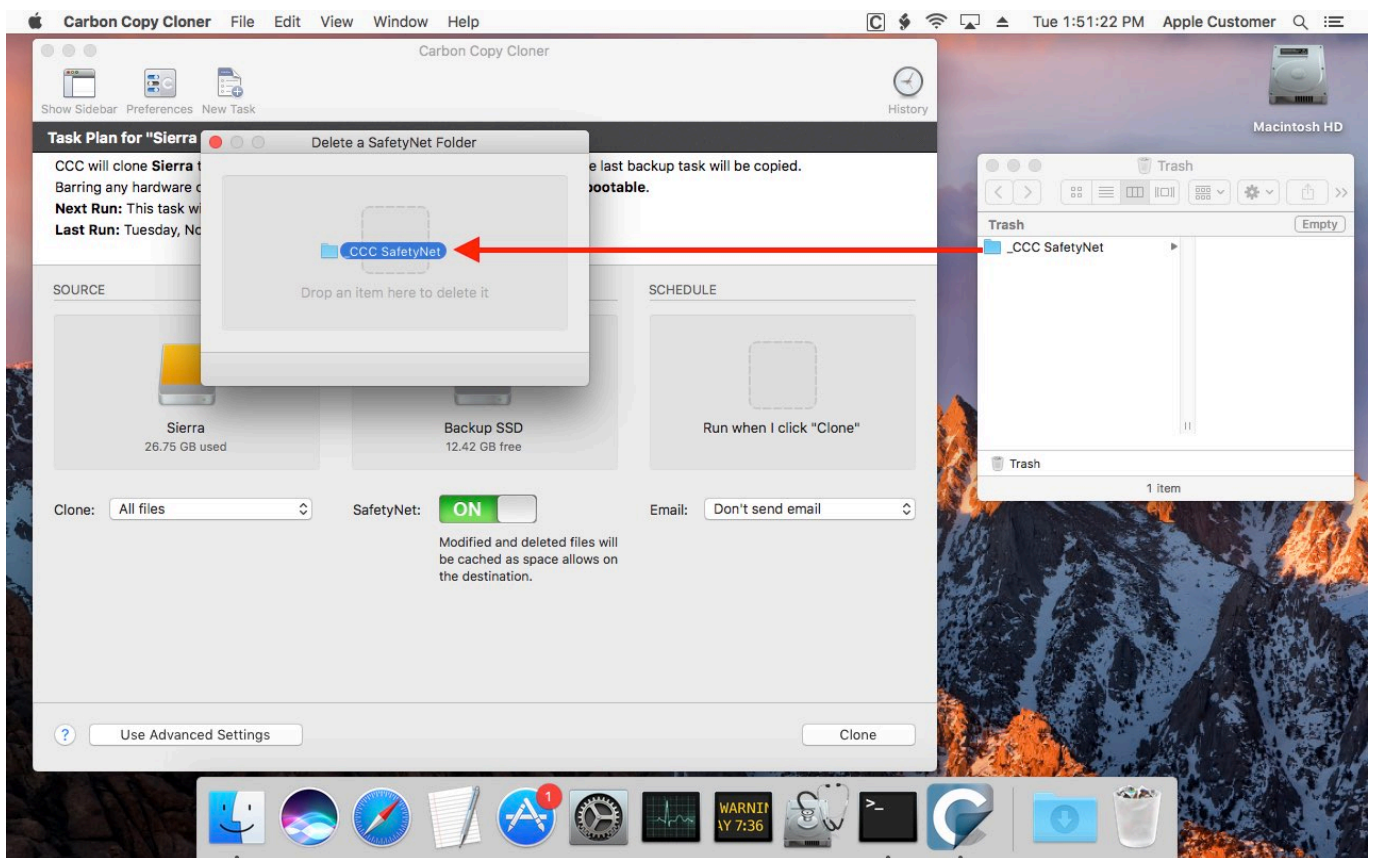 Carbon Copy Cloner File Edit View Window Help
Tue 1:51:22 PM Apple Customer
Carbon Copy Cloner
Show Sidebar Preferences New Task
History
Task Plan for "Sierra
CCC will clone Sierra t
e last backup task will be copied.
Barring any hardware
bootable.
Next Run: This task wi
Last Run: Tuesday, No
Delete a SafetyNet Folder
_CCC SafetyNet
Drop an item here to delete it
SOURCE
SCHEDULE
Sierra
26.75 GB used
Backup SSD
12.42 GB free
Run when I click "Clone"
Clone: All files
SafetyNet: ON
Modified and deleted files will
be cached as space allows on
the destination.
Email: Don't send email
? Use Advanced Settings
Clone
Macintosh HD
Trash
Trash Empty
_CCC SafetyNet
Trash
1 item
1
WARNIN
AY 7:36
>_